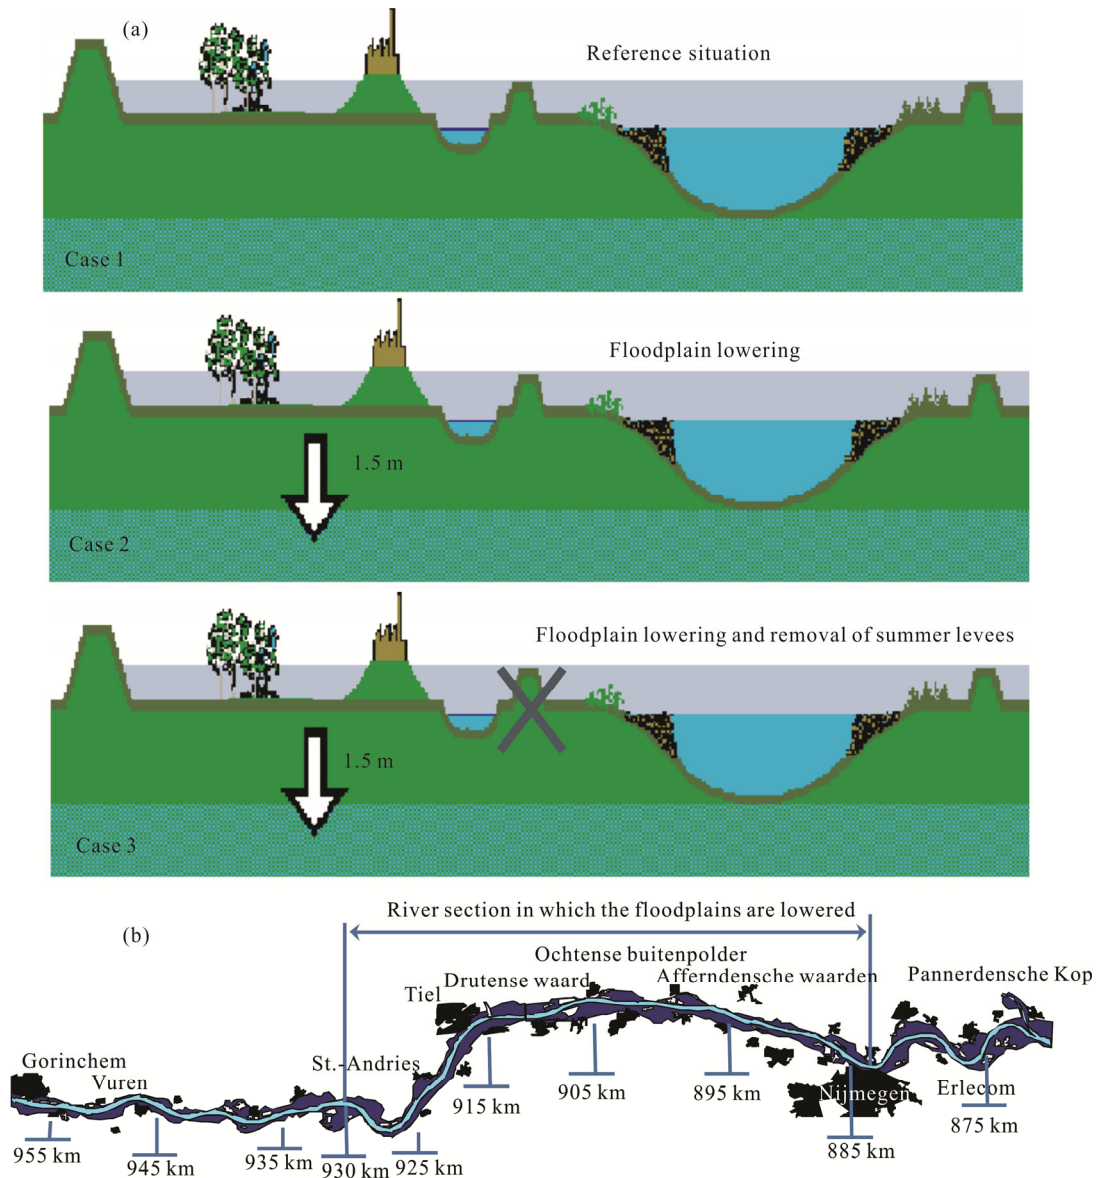 (a)
Reference situation
Case 1
Floodplain lowering
1.5 m
Case 2
Floodplain lowering and removal of summer levees
1.5 m
Case 3
River section in which the floodplains are lowered
(b)
Ochtense buitenpolder
Drutense waard
Afferndensche waarden
Pannerdensche Kop
Tiel
Gorinchem
St.-Andries
Vuren
Nijmegen
Erlecom
915 km
905 km
895 km
875 km
885 km
955 km
945 km
935 km
930 km
925 km